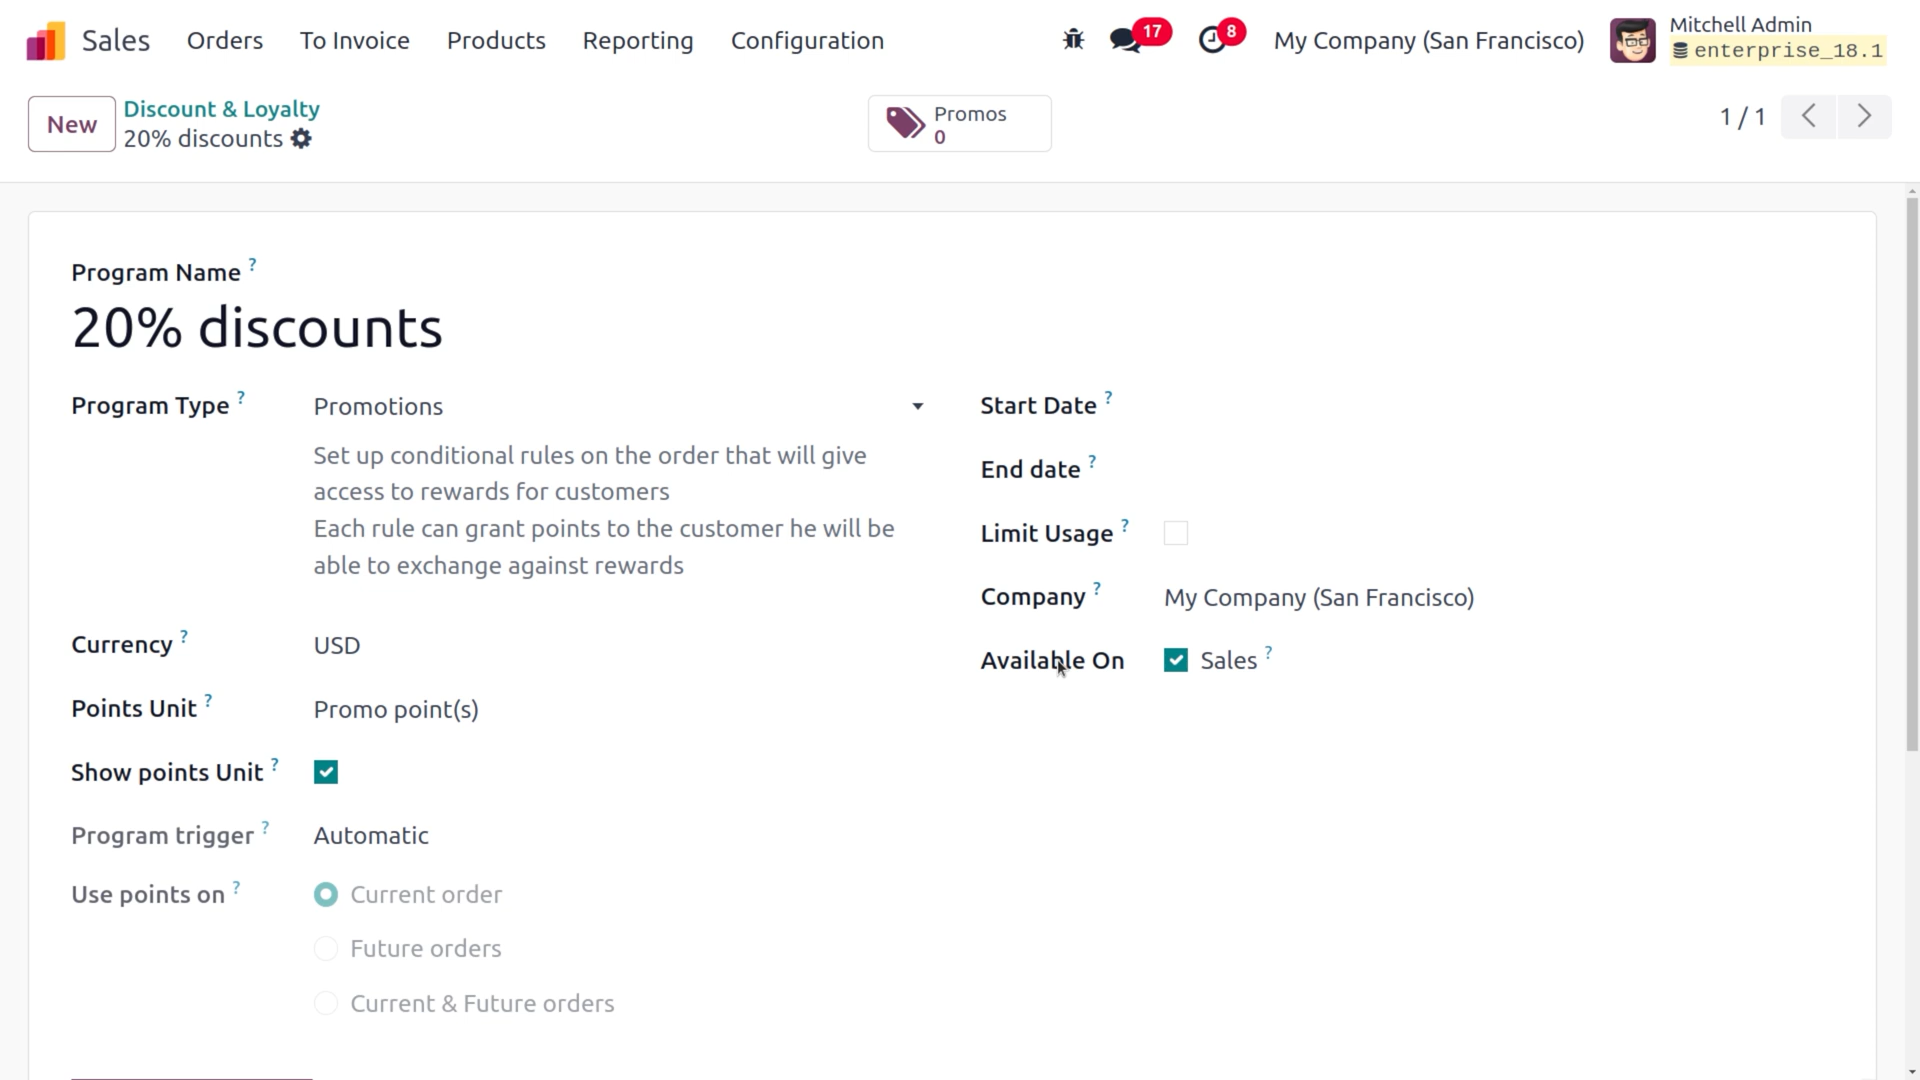 Sales
Orders
To Invoice
Products
Reporting
Configuration
17
8
My Company (San Francisco)
Mitchell Admin
enterprise_18.1
New
Discount & Loyalty
20% discounts
Promos
0
1 / 1
Program Name ?
20% discounts
Program Type ?
Promotions
Set up conditional rules on the order that will give
access to rewards for customers
Each rule can grant points to the customer he will be
able to exchange against rewards
Currency ?
USD
Points Unit ?
Promo point(s)
Show points Unit ?
Program trigger ?
Automatic
Use points on ?
Current order
Future orders
Current & Future orders
Start Date ?
End date ?
Limit Usage ?
Company ?
My Company (San Francisco)
Available On
Sales ?